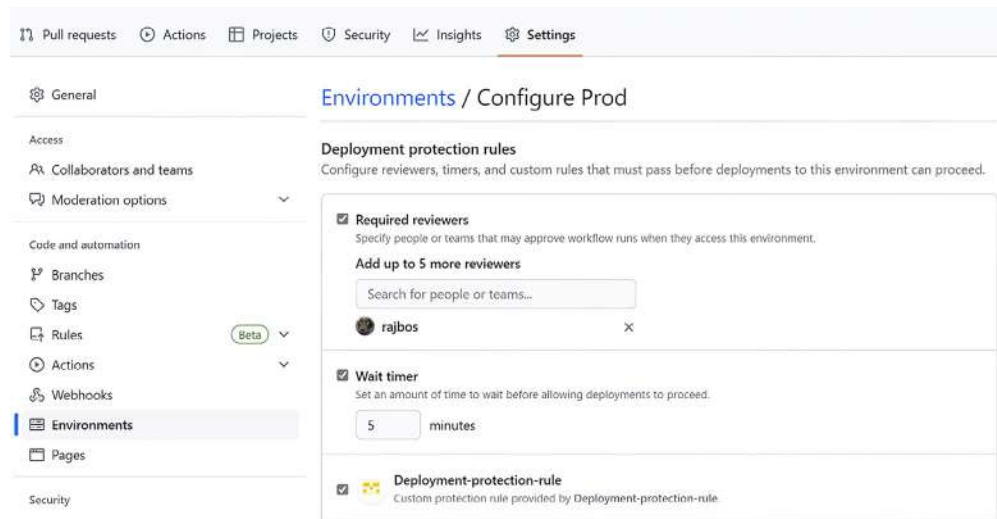 Pull requests Actions Projects Security Insights Settings
General
Access
Collaborators and teams
Moderation options
Code and automation
Branches
Tags
Rules Beta
Actions
Webhooks
Environments
Pages
Security
Environments / Configure Prod
Deployment protection rules
Configure reviewers, timers, and custom rules that must pass before deployments to this environment can proceed.
Required reviewers
Specify people or teams that may approve workflow runs when they access this environment.
Add up to 5 more reviewers
Search for people or teams...
rajbos
Wait timer
Set an amount of time to wait before allowing deployments to proceed.
5 minutes
Deployment-protection-rule
Custom protection rule provided by Deployment-protection-rule